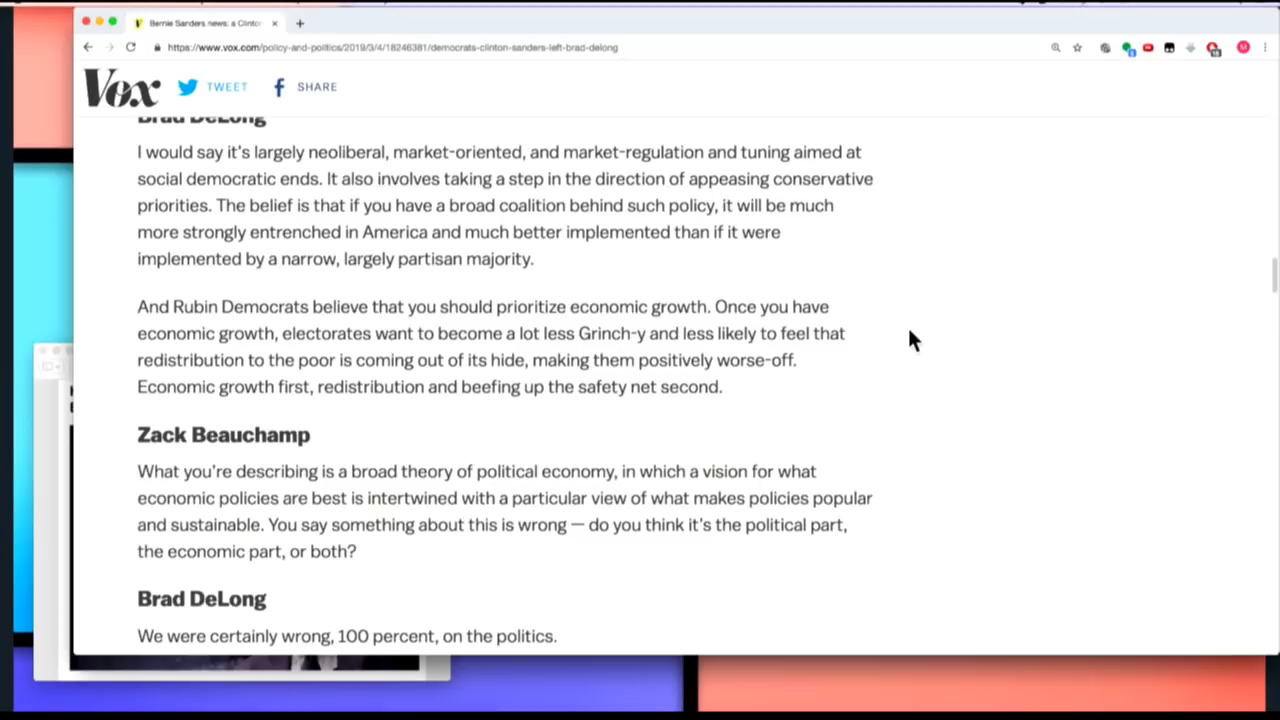 Bernie Sanders news: a Clinton
https://www.vox.com/policy-and-politics/2019/3/4/18246381/democrats-clinton-sanders-left-brad-delong
Vox TWEET SHARE
Brad DeLong
I would say it's largely neoliberal, market-oriented, and market-regulation and tuning aimed at
social democratic ends. It also involves taking a step in the direction of appeasing conservative
priorities. The belief is that if you have a broad coalition behind such policy, it will be much
more strongly entrenched in America and much better implemented than if it were
implemented by a narrow, largely partisan majority.
And Rubin Democrats believe that you should prioritize economic growth. Once you have
economic growth, electorates want to become a lot less Grinch-y and less likely to feel that
redistribution to the poor is coming out of its hide, making them positively worse-off.
Economic growth first, redistribution and beefing up the safety net second.
Zack Beauchamp
What you're describing is a broad theory of political economy, in which a vision for what
economic policies are best is intertwined with a particular view of what makes policies popular
and sustainable. You say something about this is wrong — do you think it's the political part,
the economic part, or both?
Brad DeLong
We were certainly wrong, 100 percent, on the politics.